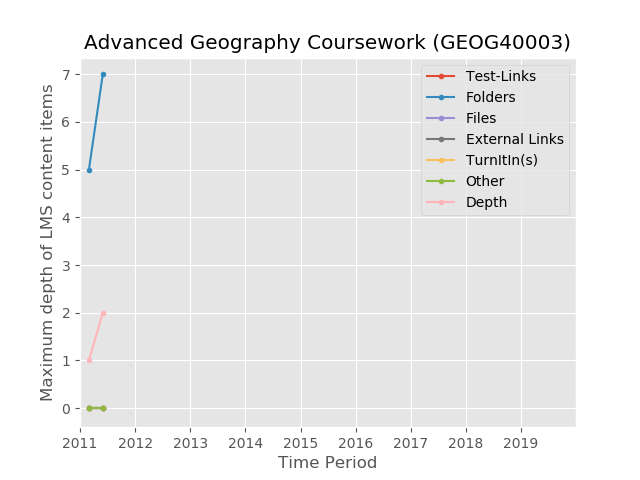 Advanced Geography Coursework (GEOG40003)
Maximum depth of LMS content items
7
6
5
4
3
2
1
0
Test-Links
Folders
Files
External Links
TurnItIn(s)
Other
Depth
2011 2012 2013 2014 2015 2016 2017 2018 2019
Time Period